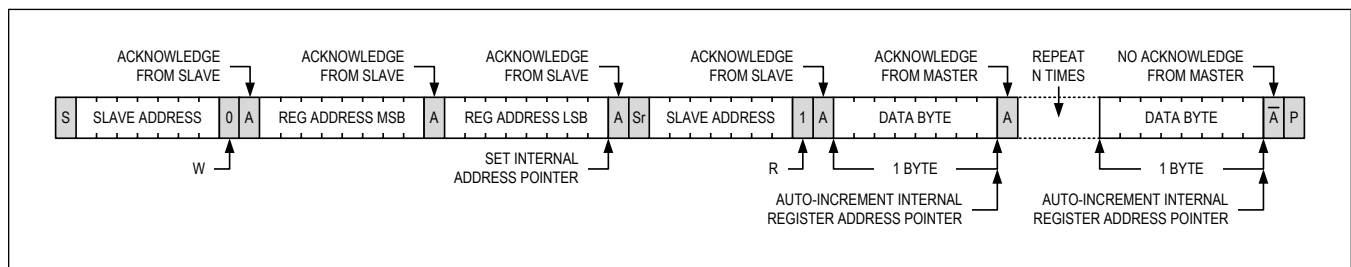 ACKNOWLEDGE
FROM SLAVE
ACKNOWLEDGE
FROM SLAVE
ACKNOWLEDGE
FROM SLAVE
ACKNOWLEDGE
FROM SLAVE
ACKNOWLEDGE
FROM MASTER
REPEAT
N TIMES
NO ACKNOWLEDGE
FROM MASTER
S SLAVE ADDRESS 0 A REG ADDRESS MSB A REG ADDRESS LSB A Sr SLAVE ADDRESS 1 A DATA BYTE A DATA BYTE A̅ P
W
SET INTERNAL
ADDRESS POINTER
R
1 BYTE
1 BYTE
AUTO-INCREMENT INTERNAL
REGISTER ADDRESS POINTER
AUTO-INCREMENT INTERNAL
REGISTER ADDRESS POINTER